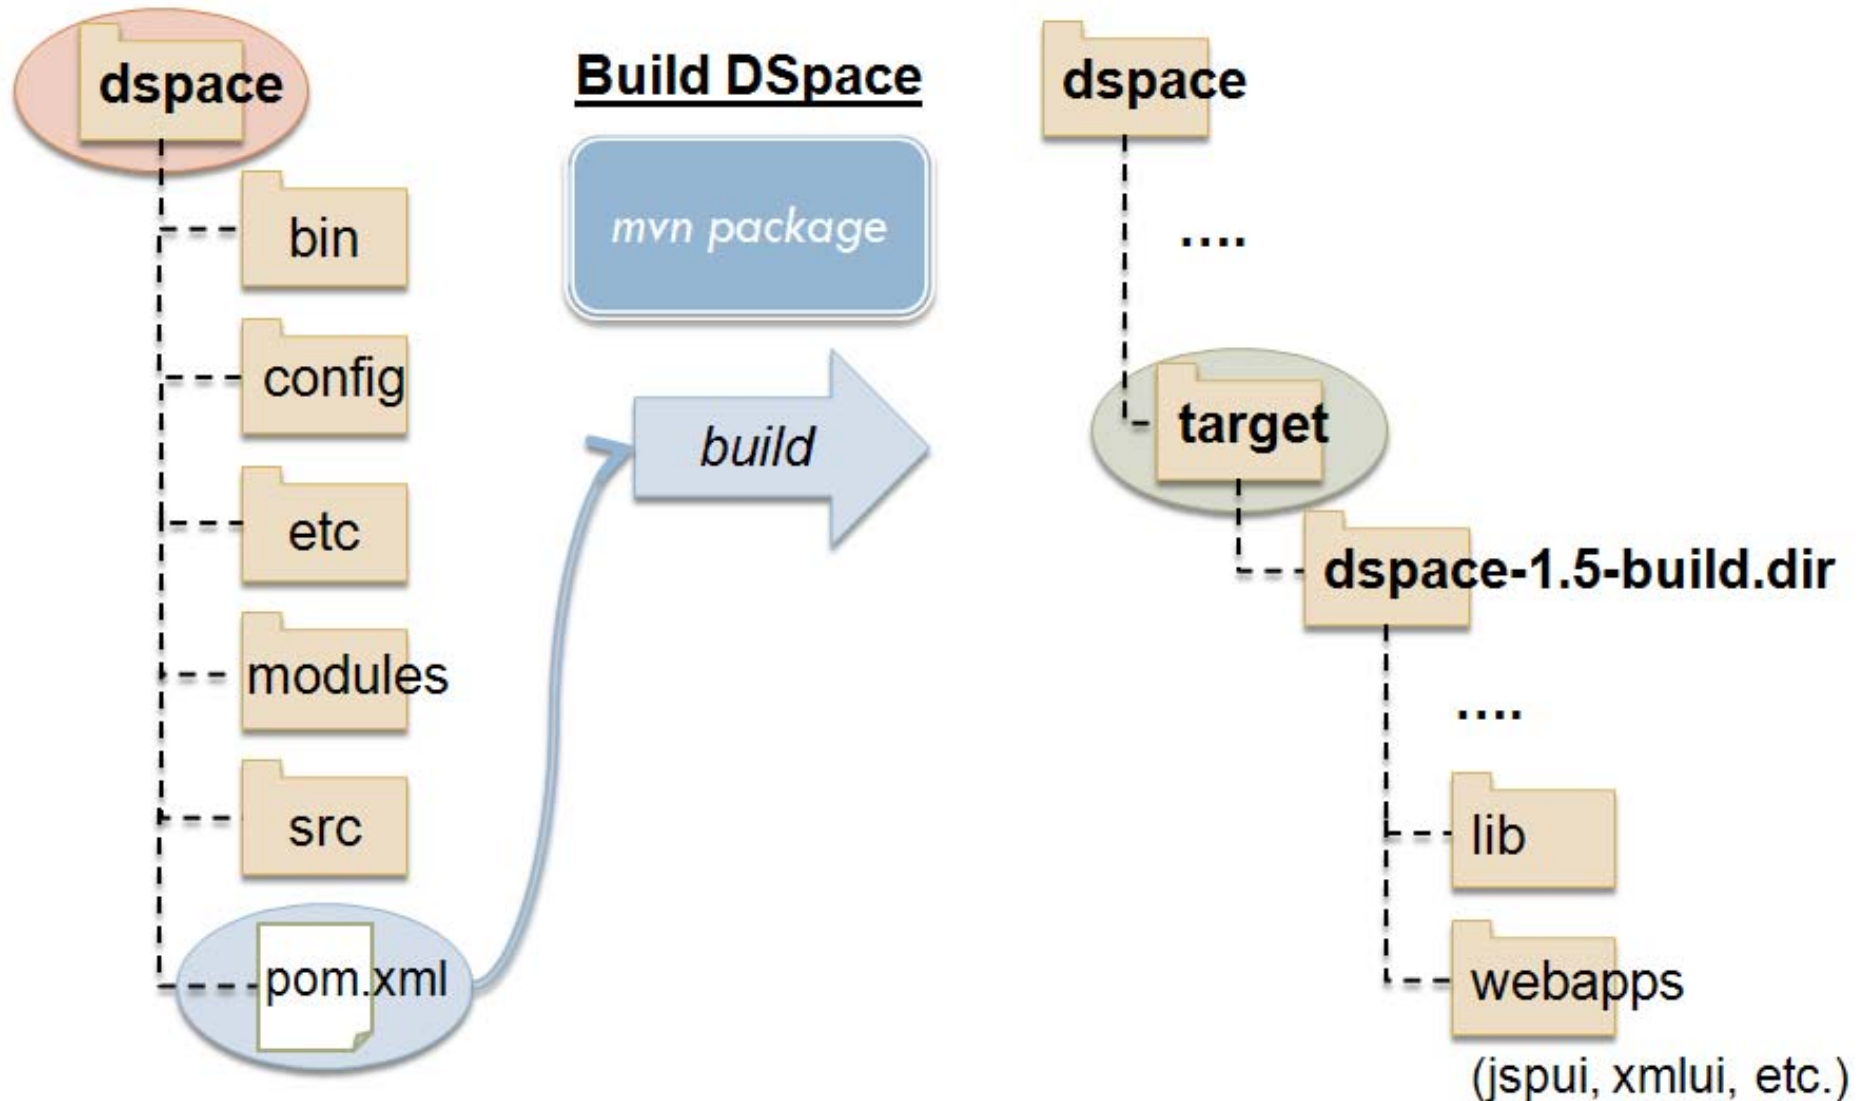 dspace
bin
config
etc
modules
src
pom.xml
Build DSpace
mvn package
build
dspace
....
target
dspace-1.5-build.dir
....
lib
webapps
(jspui, xmlui, etc.)